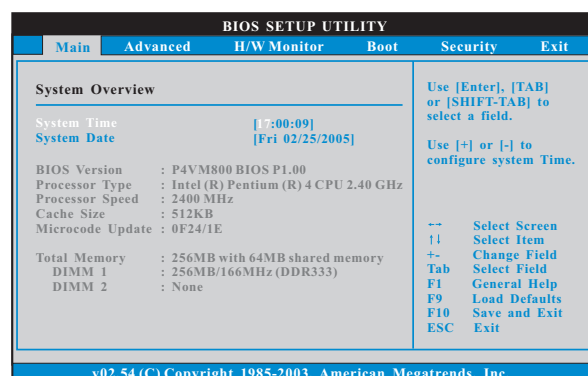 BIOS SETUP UTILITY
Main Advanced H/W Monitor Boot Security Exit
System Overview
System Time [17:00:09]
System Date [Fri 02/25/2005]
BIOS Version : P4VM800 BIOS P1.00
Processor Type : Intel (R) Pentium (R) 4 CPU 2.40 GHz
Processor Speed : 2400 MHz
Cache Size : 512KB
Microcode Update : 0F24/1E
Total Memory : 256MB with 64MB shared memory
DIMM 1 : 256MB/166MHz (DDR333)
DIMM 2 : None
Use [Enter], [TAB]
or [SHIFT-TAB] to
select a field.
Use [+] or [-] to
configure system Time.
←→ Select Screen
↑↓ Select Item
+- Change Field
Tab Select Field
F1 General Help
F9 Load Defaults
F10 Save and Exit
ESC Exit
v02.54 (C) Copyright 1985-2003, American Megatrends, Inc.